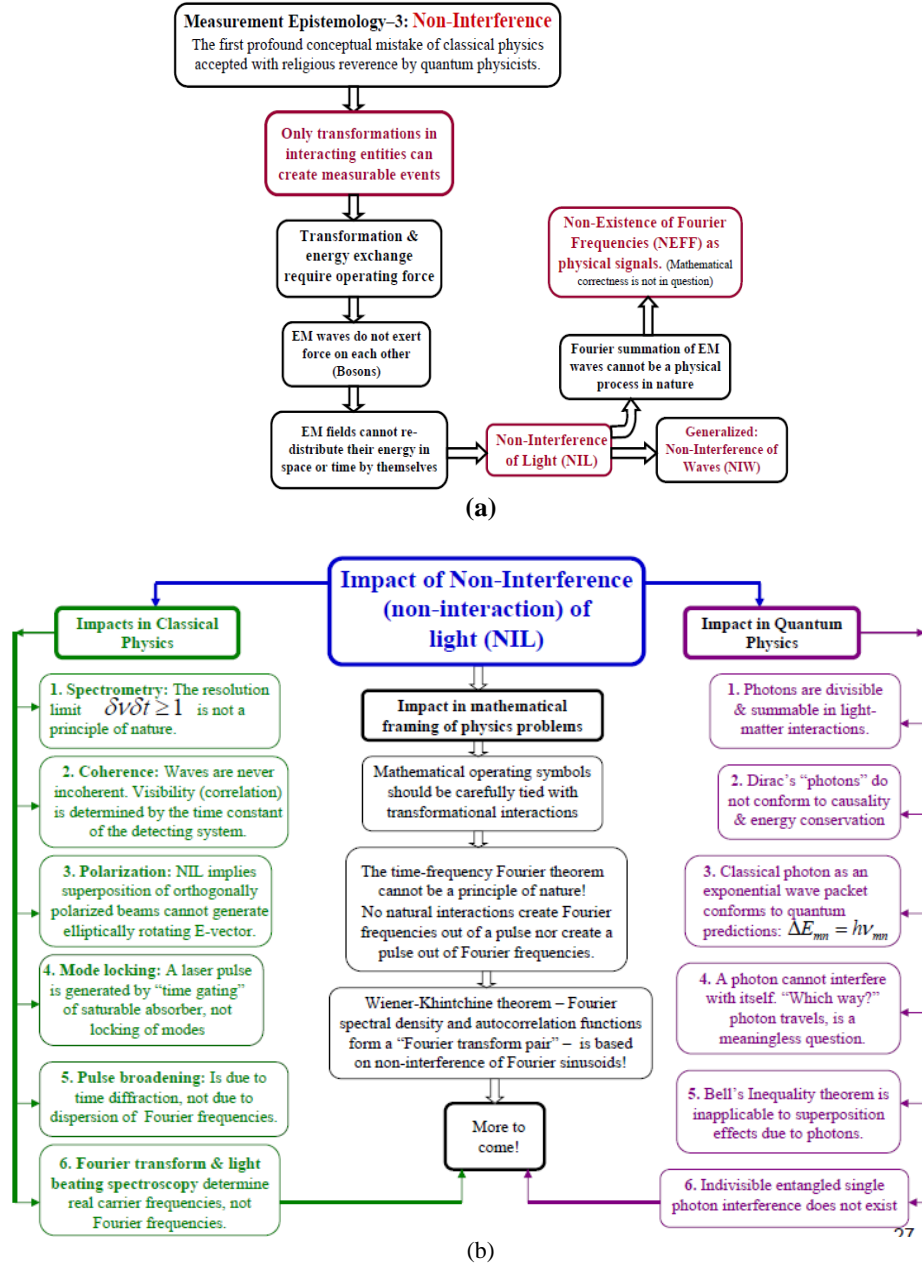 Measurement Epistemology–3: Non-Interference
The first profound conceptual mistake of classical physics
accepted with religious reverence by quantum physicists.
Only transformations in
interacting entities can
create measurable events
Transformation &
energy exchange
require operating force
EM waves do not exert
force on each other
(Bosons)
EM fields cannot re-
distribute their energy in
space or time by themselves
Non-Interference
of Light (NIL)
Generalized:
Non-Interference of
Waves (NIW)
Fourier summation of EM
waves cannot be a physical
process in nature
Non-Existence of Fourier
Frequencies (NEFF) as
physical signals. (Mathematical
correctness is not in question)
(a)
Impact of Non-Interference
(non-interaction) of
light (NIL)
Impacts in Classical
Physics
1. Spectrometry: The resolution
limit δνδt ≥ 1 is not a
principle of nature.
2. Coherence: Waves are never
incoherent. Visibility (correlation)
is determined by the time constant
of the detecting system.
3. Polarization: NIL implies
superposition of orthogonally
polarized beams cannot generate
elliptically rotating E-vector.
4. Mode locking: A laser pulse
is generated by “time gating”
of saturable absorber, not
locking of modes
5. Pulse broadening: Is due to
time diffraction, not due to
dispersion of Fourier frequencies.
6. Fourier transform & light
beating spectroscopy determine
real carrier frequencies, not
Fourier frequencies.
Impact in mathematical
framing of physics problems
Mathematical operating symbols
should be carefully tied with
transformational interactions
The time-frequency Fourier theorem
cannot be a principle of nature!
No natural interactions create Fourier
frequencies out of a pulse nor create a
pulse out of Fourier frequencies.
Wiener-Khintchine theorem – Fourier
spectral density and autocorrelation functions
form a “Fourier transform pair” – is based
on non-interference of Fourier sinusoids!
More to
come!
Impact in Quantum
Physics
1. Photons are divisible
& summable in light-
matter interactions.
2. Dirac’s “photons” do
not conform to causality
& energy conservation
3. Classical photon as an
exponential wave packet
conforms to quantum
predictions: ΔEmn = hνmn
4. A photon cannot interfere
with itself. “Which way?”
photon travels, is a
meaningless question.
5. Bell’s Inequality theorem is
inapplicable to superposition
effects due to photons.
6. Indivisible entangled single
photon interference does not exist
27
(b)